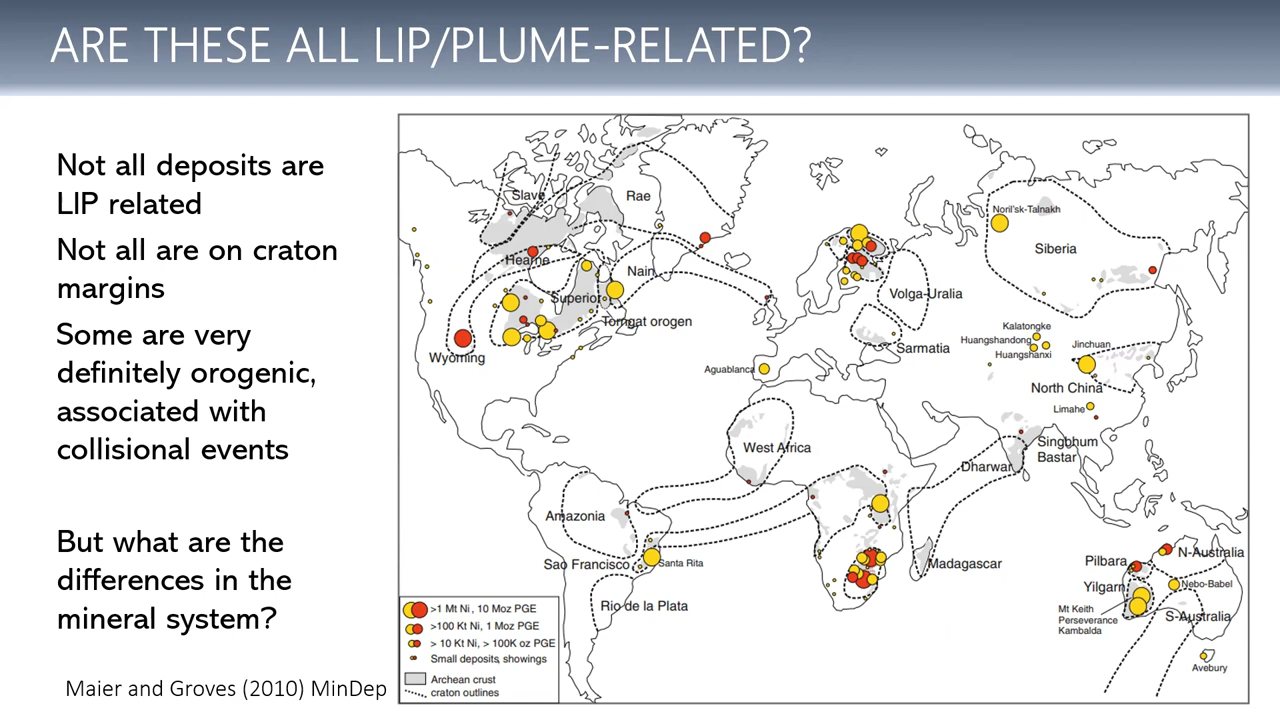 ARE THESE ALL LIP/PLUME-RELATED?
Not all deposits are
LIP related
Not all are on craton
margins
Some are very
definitely orogenic,
associated with
collisional events
But what are the
differences in the
mineral system?
Maier and Groves (2010) MinDep
Slave
Rae
Hearne
Nain
Superior
Torngat orogen
Wyoming
Noril'sk-Talnakh
Siberia
Volga-Uralia
Sarmatia
Kalatongke
Huangshandong
Huangshanxi
Jinchuan
North China
Limahe
Aguablanca
West Africa
Singbhum
Bastar
Dharwar
Amazonia
Sao Francisco
Santa Rita
Madagascar
Rio de la Plata
Pilbara
N-Australia
Yilgarn
Nebo-Babel
Mt Keith
Perseverance
Kambalda
S-Australia
Avebury
>1 Mt Ni, 10 Moz PGE
>100 Kt Ni, 1 Moz PGE
> 10 Kt Ni, > 100K oz PGE
Small deposits, showings
Archean crust
craton outlines